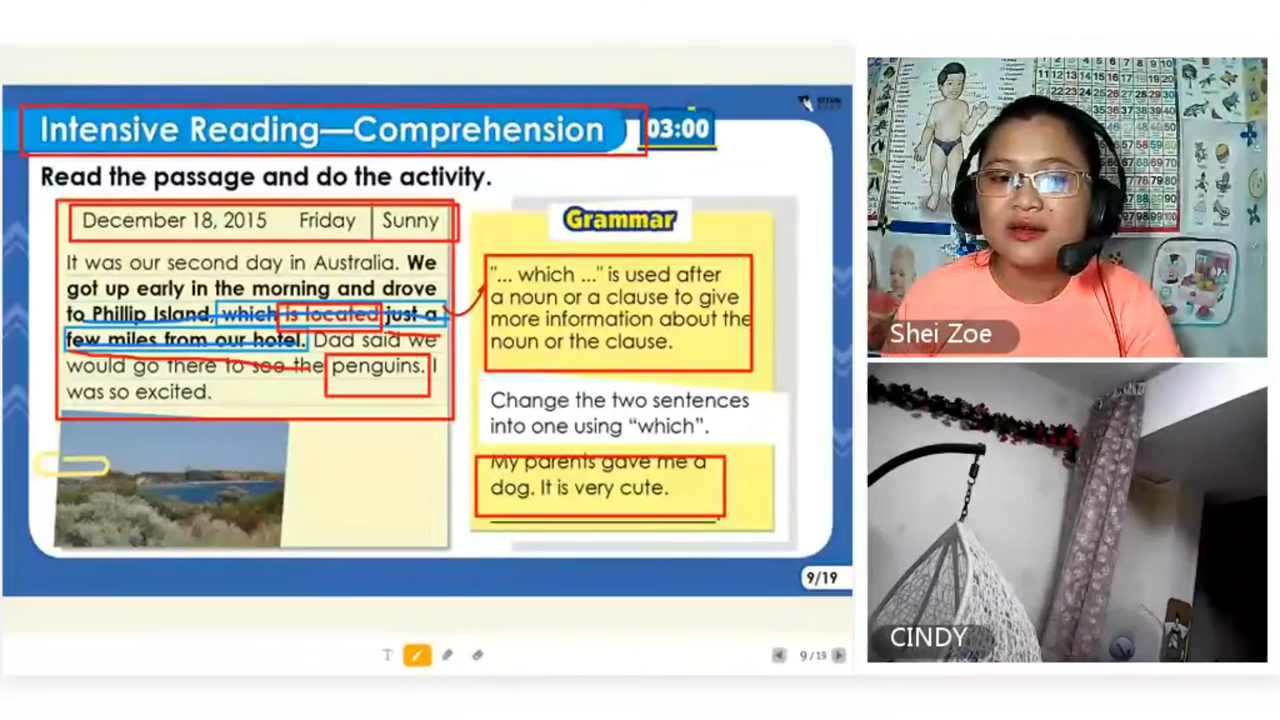 Intensive Reading—Comprehension
03:00
Read the passage and do the activity.
December 18, 2015 Friday Sunny
It was our second day in Australia. We
got up early in the morning and drove
to Phillip Island, which is located just a
few miles from our hotel. Dad said we
would go there to see the penguins. I
was so excited.
Grammar
"... which ..." is used after
a noun or a clause to give
more information about the
noun or the clause.
Change the two sentences
into one using “which”.
My parents gave me a
dog. It is very cute.
9/19
T
9/19
Shei Zoe
CINDY